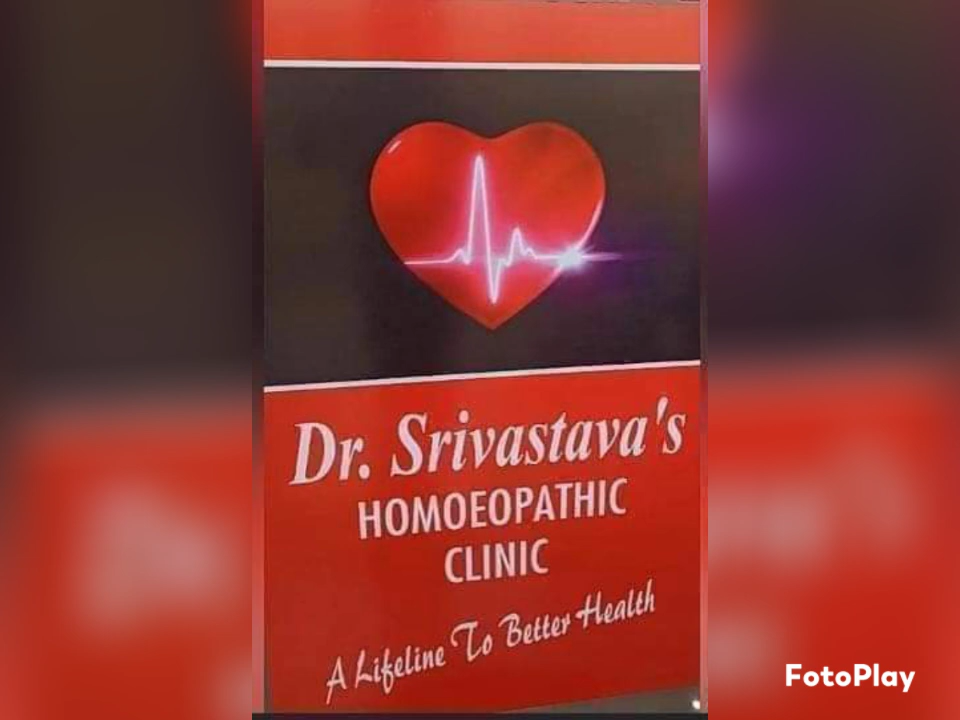 Dr. Srivastava's
HOMOEOPATHIC
CLINIC
A Lifeline To Better Health
FotoPlay